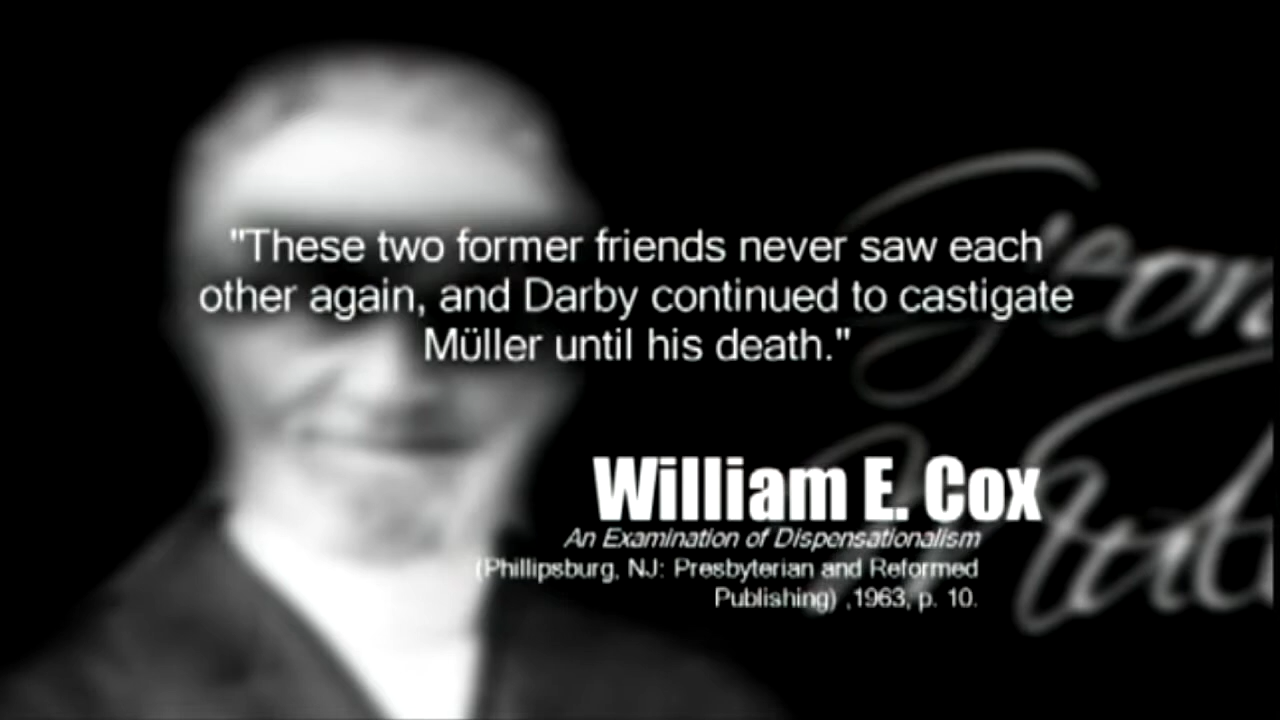 "These two former friends never saw each
other again, and Darby continued to castigate
Müller until his death."
William E. Cox
An Examination of Dispensationalism
(Phillipsburg, NJ: Presbyterian and Reformed
Publishing) ,1963, p. 10.